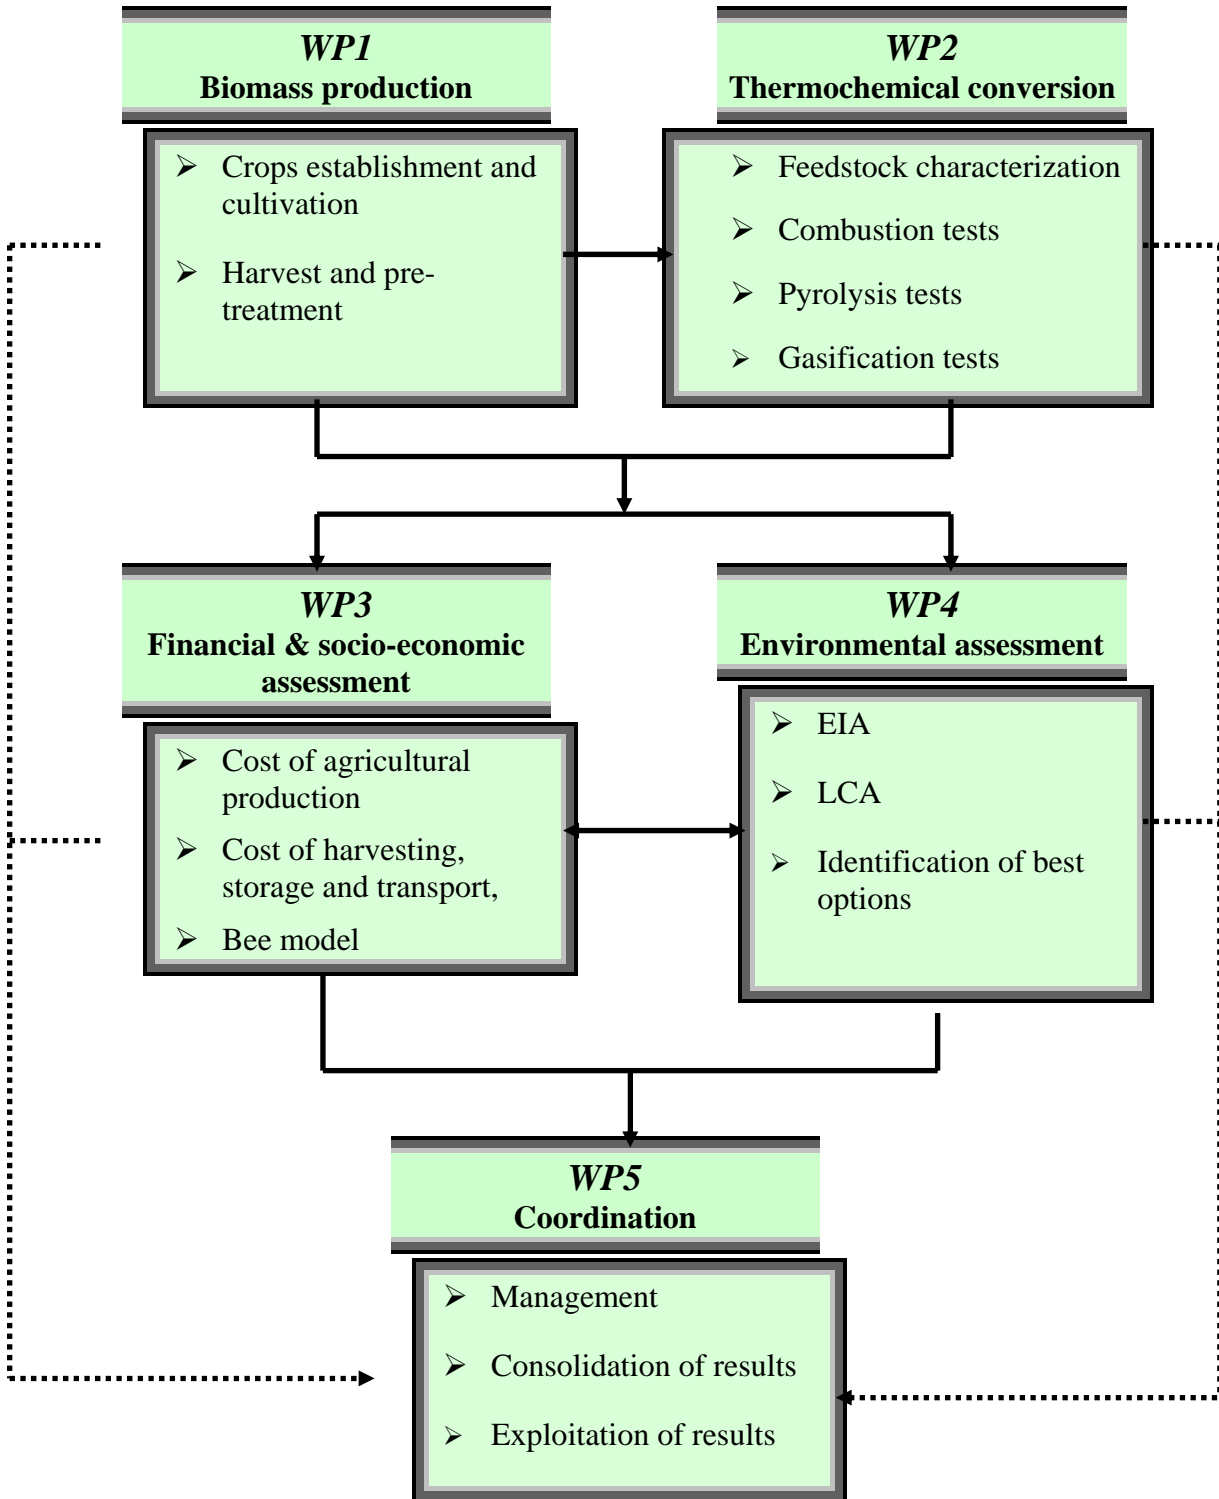 WP1
Biomass production
➢ Crops establishment and
cultivation
➢ Harvest and pre-
treatment
WP2
Thermochemical conversion
➢ Feedstock characterization
➢ Combustion tests
➢ Pyrolysis tests
➢ Gasification tests
WP3
Financial & socio-economic
assessment
➢ Cost of agricultural
production
➢ Cost of harvesting,
storage and transport,
➢ Bee model
WP4
Environmental assessment
➢ EIA
➢ LCA
➢ Identification of best
options
WP5
Coordination
➢ Management
➢ Consolidation of results
➢ Exploitation of results